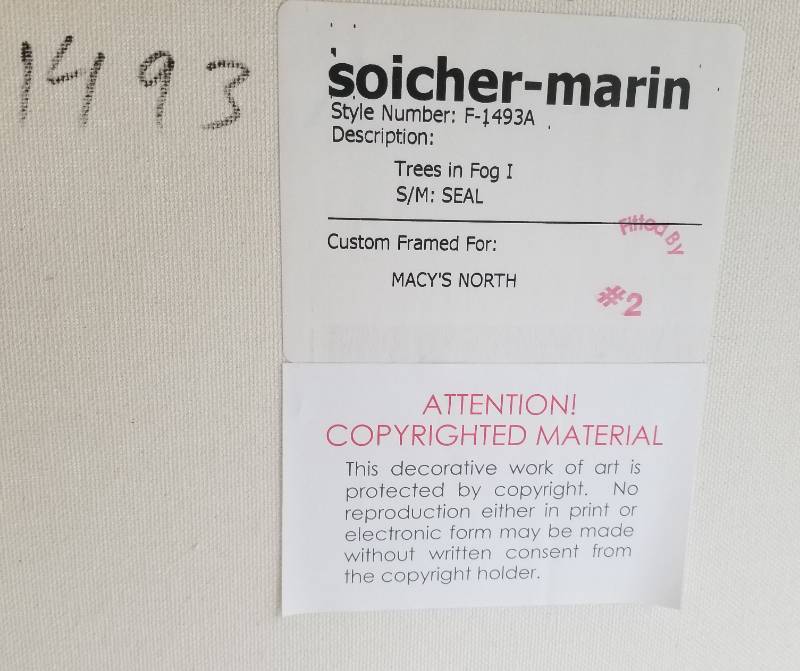 1493
soicher-marin
Style Number: F-1493A
Description:
Trees in Fog I
S/M: SEAL
Fitted By
Custom Framed For:
MACY'S NORTH
#2
ATTENTION!
COPYRIGHTED MATERIAL
This decorative work of art is
protected by copyright. No
reproduction either in print or
electronic form may be made
without written consent from
the copyright holder.